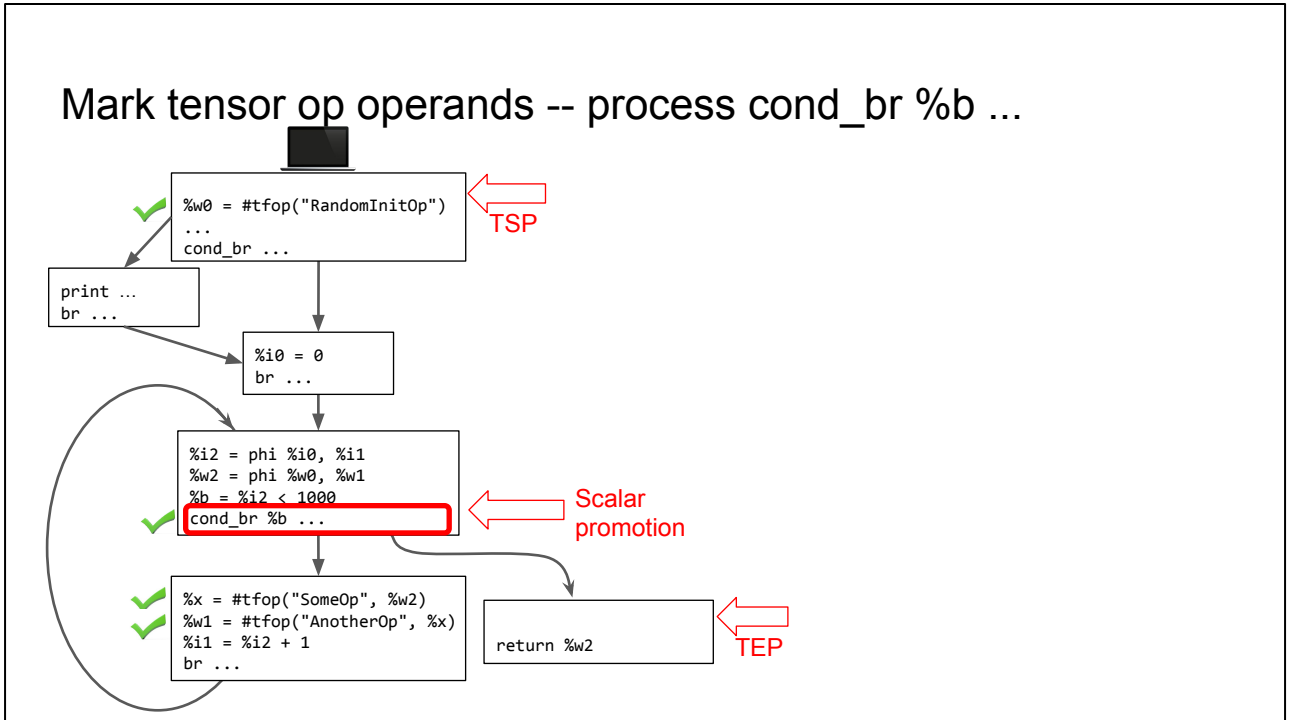 Mark tensor op operands -- process cond_br %b ...
%w0 = #tfop("RandomInitOp")
...
cond_br ...
TSP
print …
br ...
%i0 = 0
br ...
%i2 = phi %i0, %i1
%w2 = phi %w0, %w1
%b = %i2 < 1000
cond_br %b ...
Scalar
promotion
%x = #tfop("SomeOp", %w2)
%w1 = #tfop("AnotherOp", %x)
%i1 = %i2 + 1
br ...
return %w2
TEP